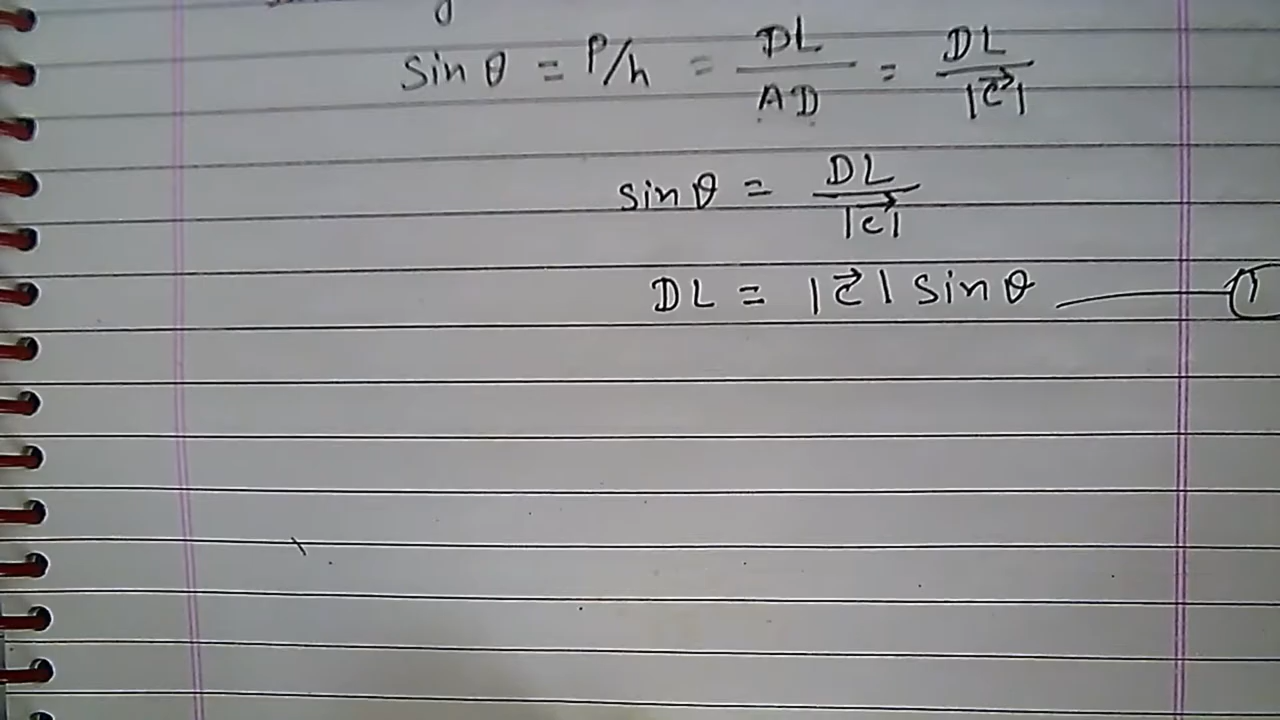 sin θ = P/h = DL/AD = DL/|c⃗|
sin θ = DL/|c⃗|
DL = |c⃗| sin θ —— ①